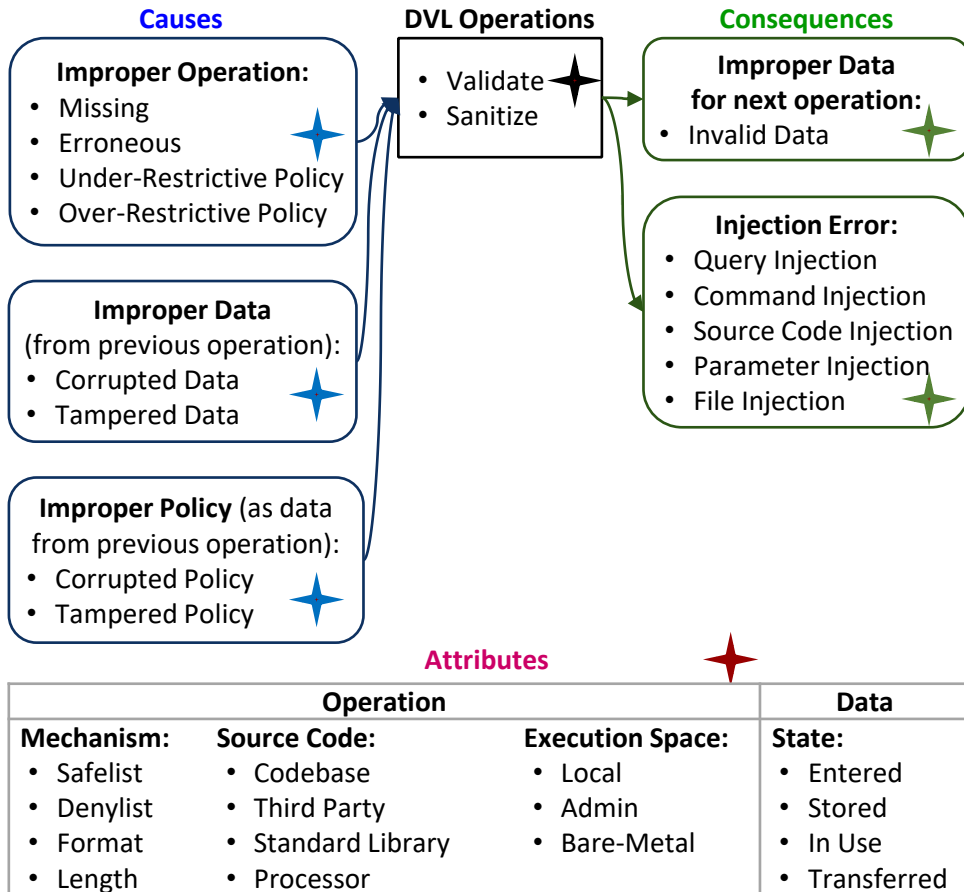 Causes
Improper Operation:
• Missing
• Erroneous
• Under-Restrictive Policy
• Over-Restrictive Policy
Improper Data
(from previous operation):
• Corrupted Data
• Tampered Data
Improper Policy (as data
from previous operation):
• Corrupted Policy
• Tampered Policy
DVL Operations
• Validate
• Sanitize
Consequences
Improper Data
for next operation:
• Invalid Data
Injection Error:
• Query Injection
• Command Injection
• Source Code Injection
• Parameter Injection
• File Injection
Attributes
Operation
Mechanism:
• Safelist
• Denylist
• Format
• Length
Source Code:
• Codebase
• Third Party
• Standard Library
• Processor
Execution Space:
• Local
• Admin
• Bare-Metal
Data
State:
• Entered
• Stored
• In Use
• Transferred